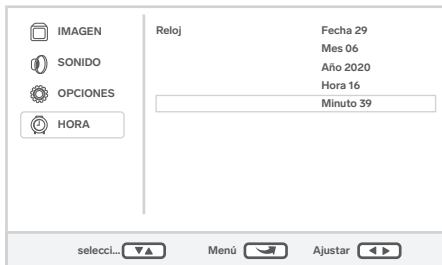 IMAGEN
SONIDO
OPCIONES
HORA
Reloj Fecha 29
Mes 06
Año 2020
Hora 16
Minuto 39
selecci... Menú Ajustar